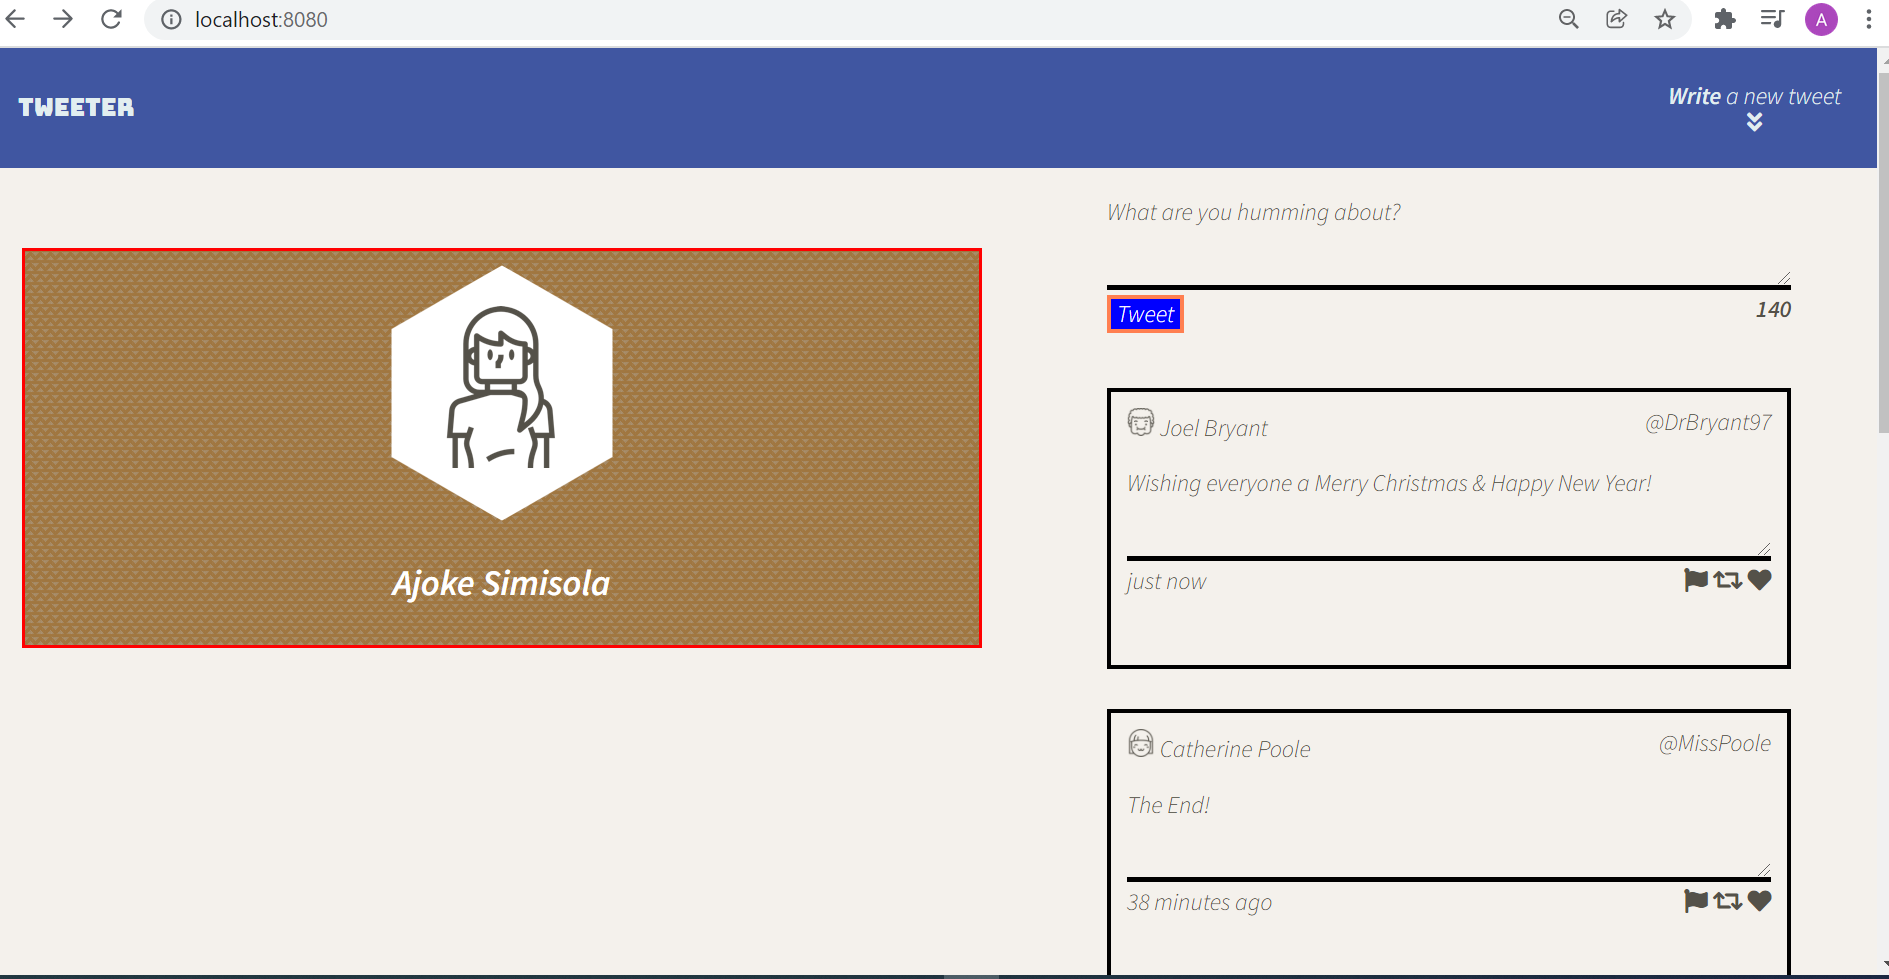 localhost:8080
A
TWEETER
Write a new tweet
What are you humming about?
Tweet
140
Ajoke Simisola
Joel Bryant
@DrBryant97
Wishing everyone a Merry Christmas & Happy New Year!
just now
Catherine Poole
@MissPoole
The End!
38 minutes ago